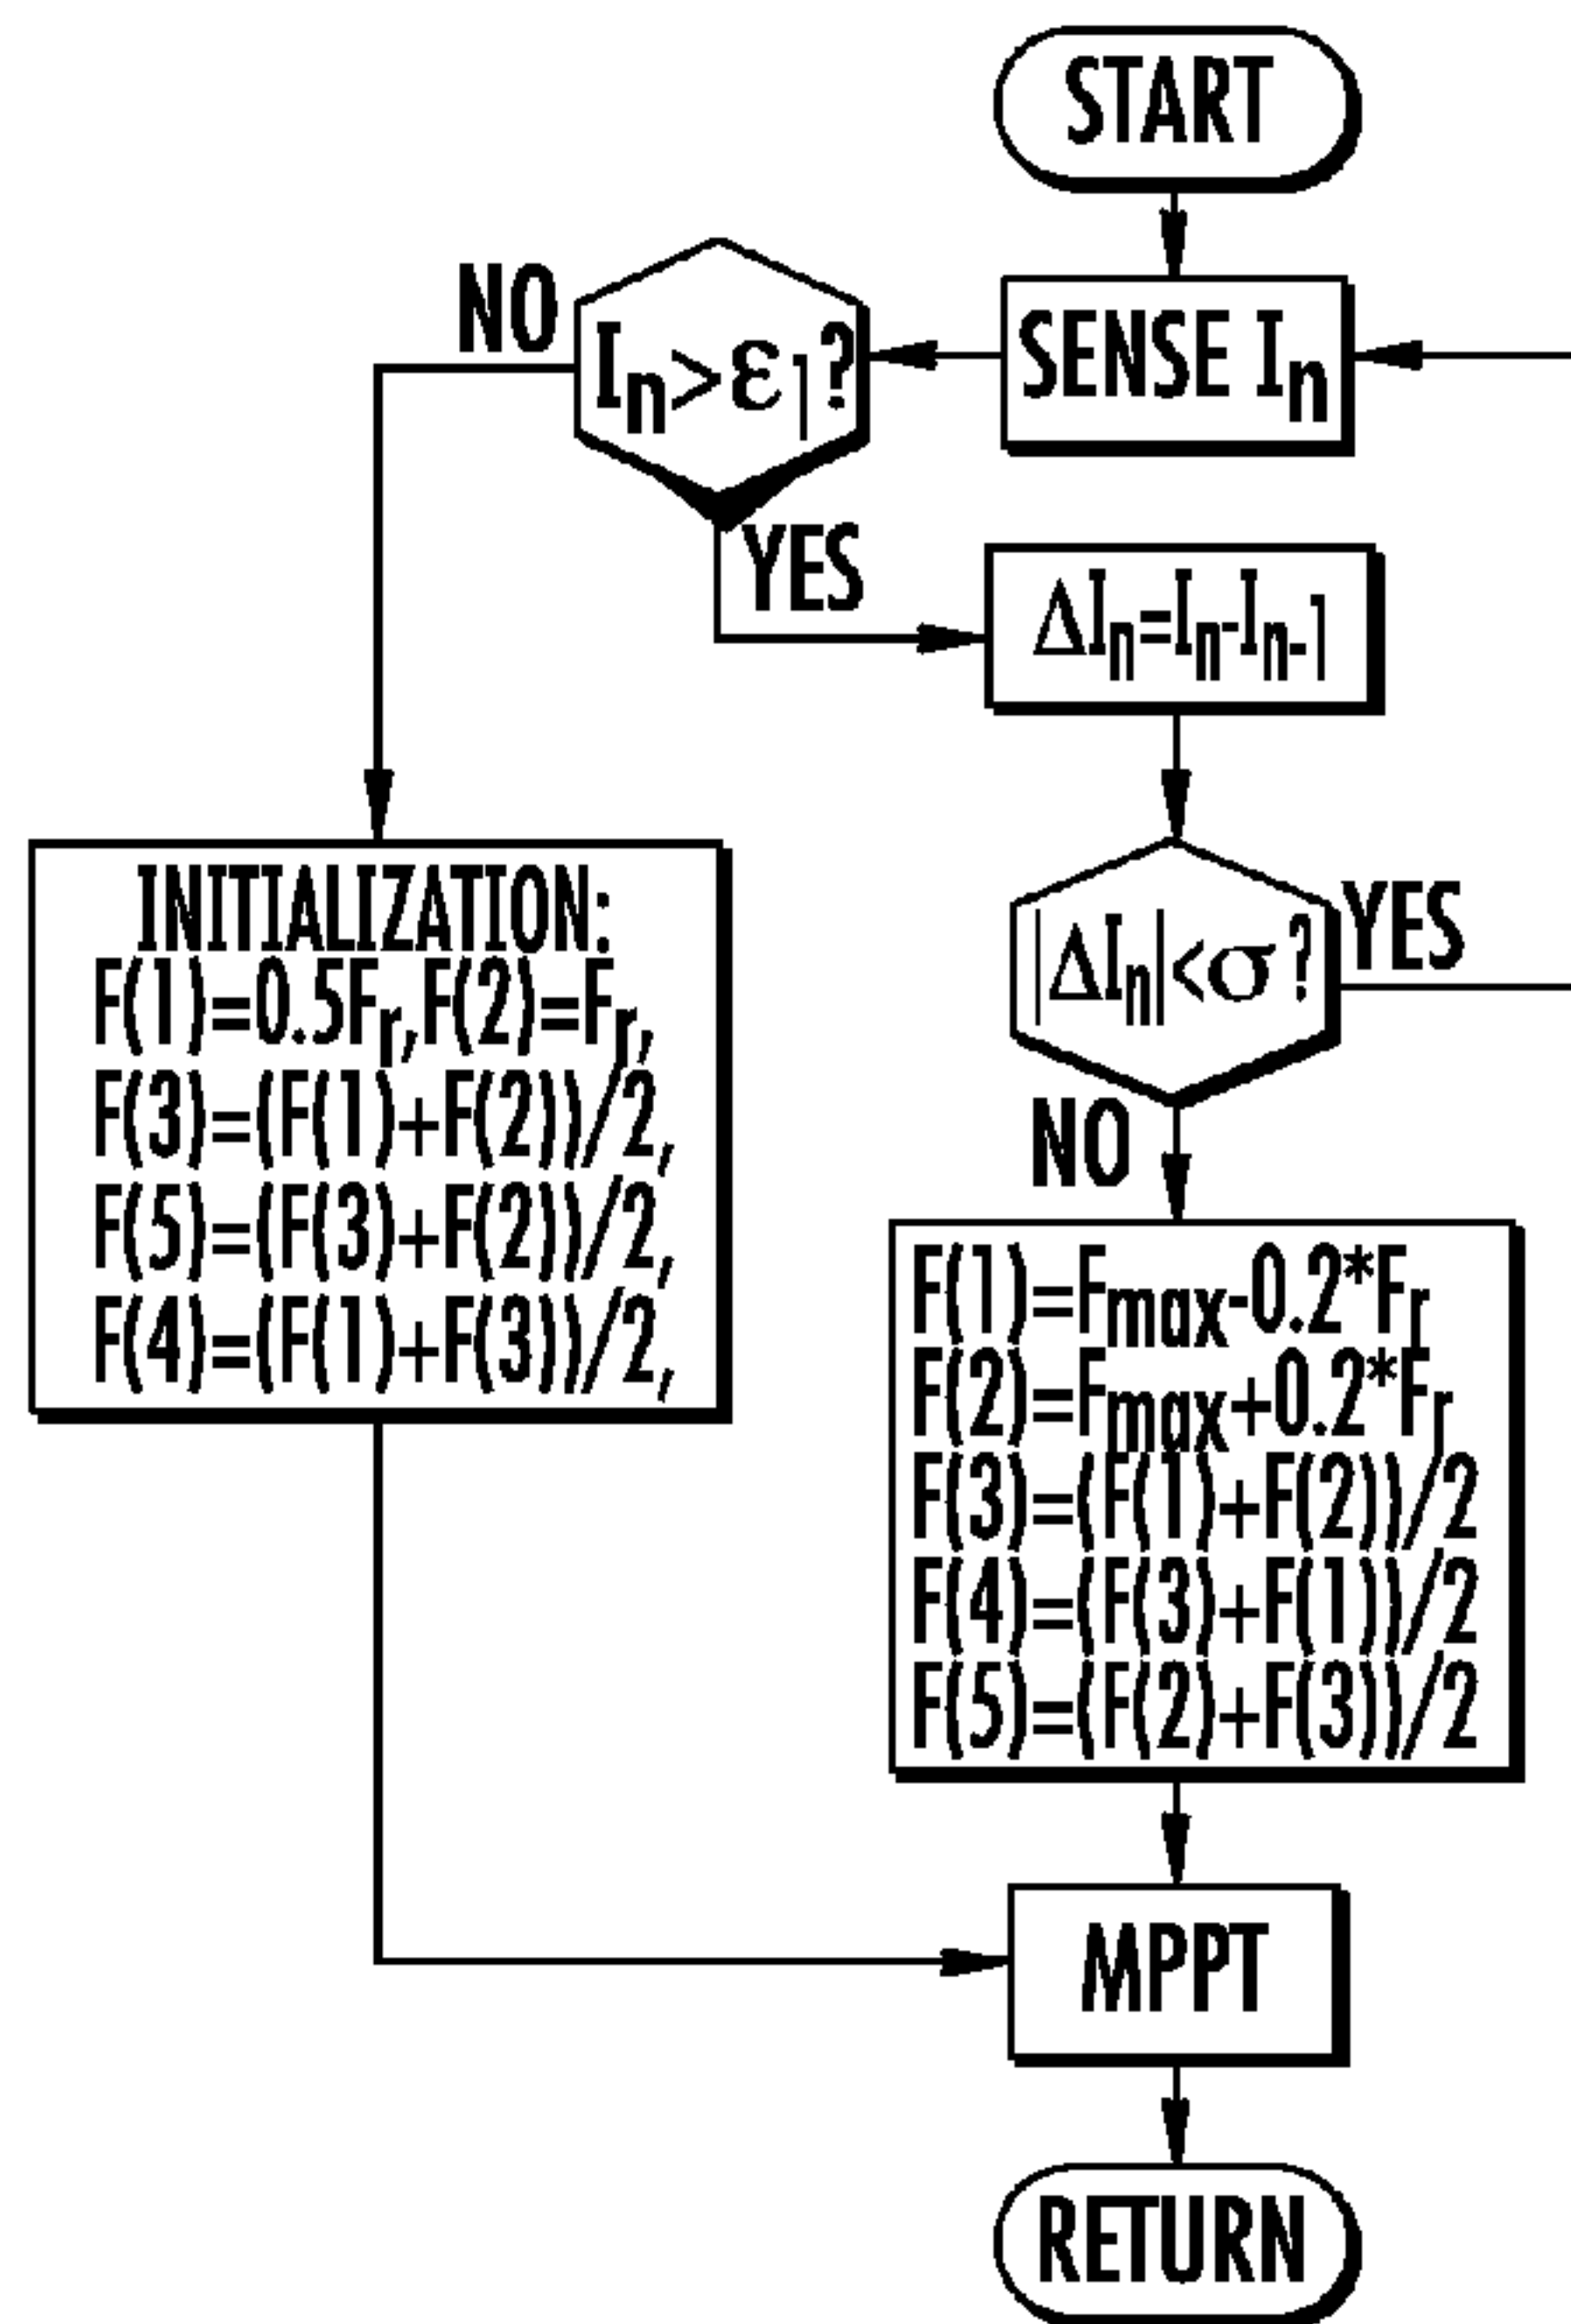 START
SENSE Iₙ
NO
Iₙ>ε₁?
YES
ΔIₙ=Iₙ-Iₙ₋₁
|ΔIₙ|<σ?
YES
NO
INITIALIZATION:
F(1)=0.5Fᵣ,F(2)=Fᵣ,
F(3)=(F(1)+F(2))/2,
F(5)=(F(3)+F(2))/2,
F(4)=(F(1)+F(3))/2,
F(1)=Fₘₐₓ-0.2*Fᵣ
F(2)=Fₘₐₓ+0.2*Fᵣ
F(3)=(F(1)+F(2))/2
F(4)=(F(3)+F(1))/2
F(5)=(F(2)+F(3))/2
MPPT
RETURN